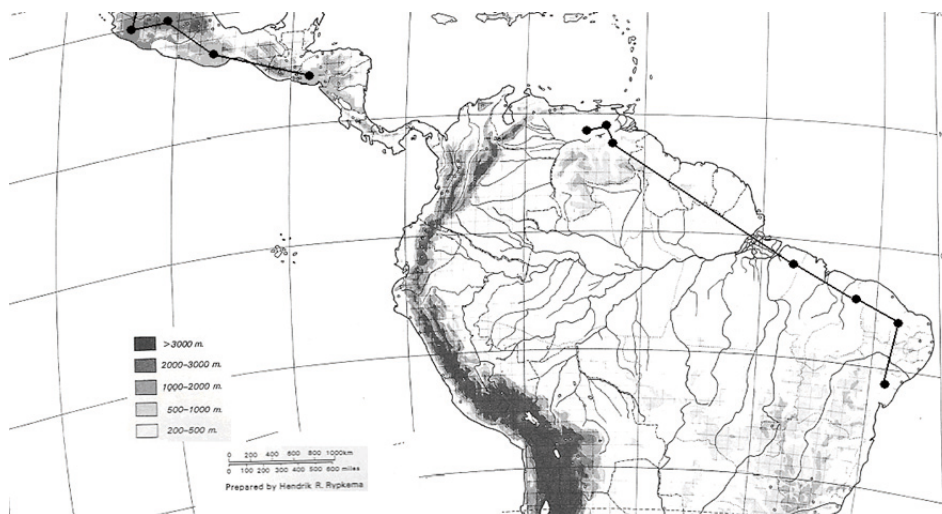 >3000 m.
2000–3000 m.
1000–2000 m.
500–1000 m.
200–500 m.
0 200 400 600 800 1000km
0 100 200 300 400 500 600 miles
Prepared by Hendrik R. Rypkema